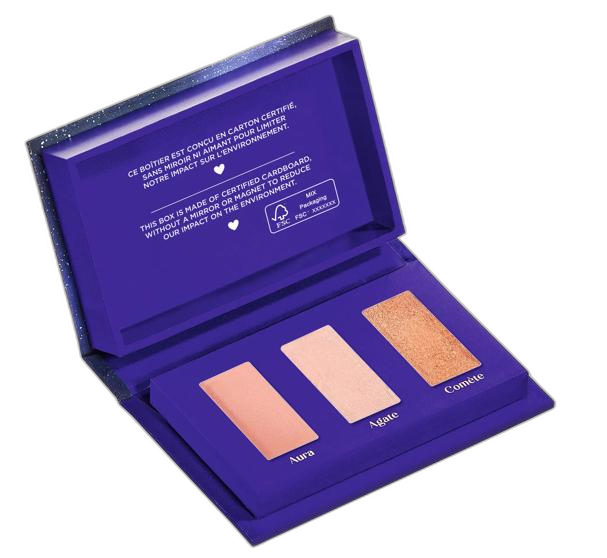 CE BOÎTIER EST CONÇU EN CARTON CERTIFIÉ,
SANS MIROIR NI AIMANT POUR LIMITER
NOTRE IMPACT SUR L'ENVIRONNEMENT.
THIS BOX IS MADE OF CERTIFIED CARDBOARD,
WITHOUT A MIRROR OR MAGNET TO REDUCE
OUR IMPACT ON THE ENVIRONMENT.
FSC
MIX
Packaging
FSC® XXXXXXX
Aura
Agate
Comète